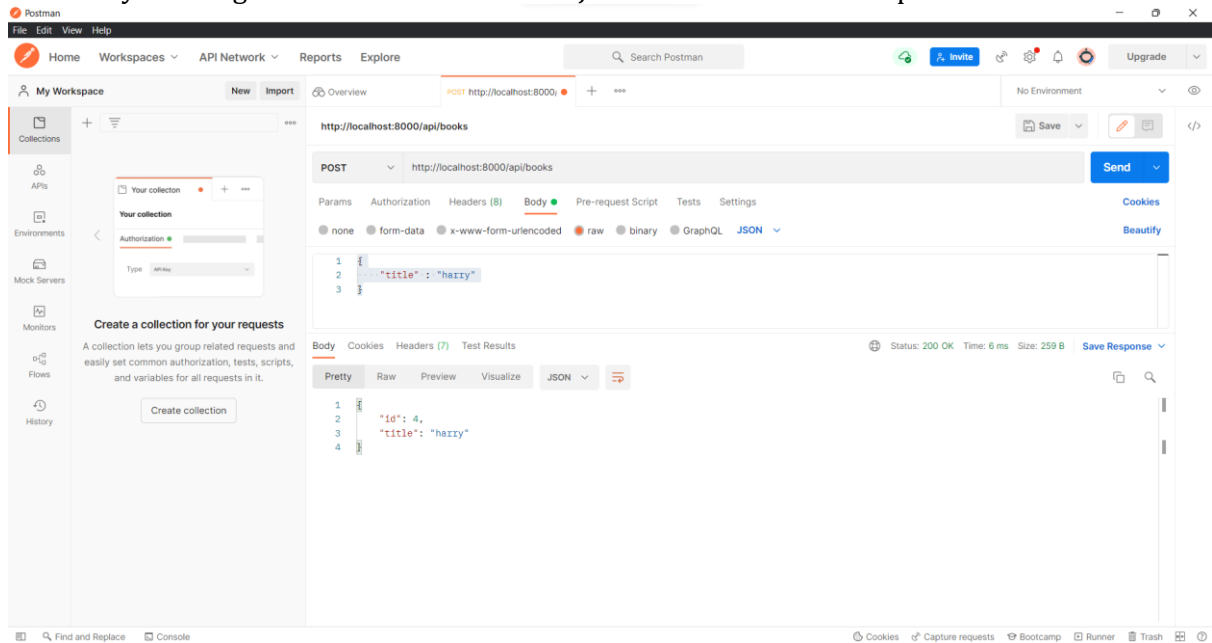 Postman
File Edit View Help
Home Workspaces API Network Reports Explore Search Postman Invite Upgrade
My Workspace New Import Overview POST http://localhost:8000/ No Environment
Collections
http://localhost:8000/api/books Save
POST http://localhost:8000/api/books Send
APIs
Your collecton
Params Authorization Headers (8) Body Pre-request Script Tests Settings Cookies
Your collection
none form-data x-www-form-urlencoded raw binary GraphQL JSON Beautify
Environments
Authorization
1 {
2 "title" : "harry"
3 }
Type API Key
Mock Servers
Monitors
Create a collection for your requests
A collection lets you group related requests and
easily set common authorization, tests, scripts,
and variables for all requests in it.
Create collection
Flows
History
Body Cookies Headers (7) Test Results Status: 200 OK Time: 6 ms Size: 259 B Save Response
Pretty Raw Preview Visualize JSON
1 {
2 "id": 4,
3 "title": "harry"
4 }
Find and Replace Console Cookies Capture requests Bootcamp Runner Trash